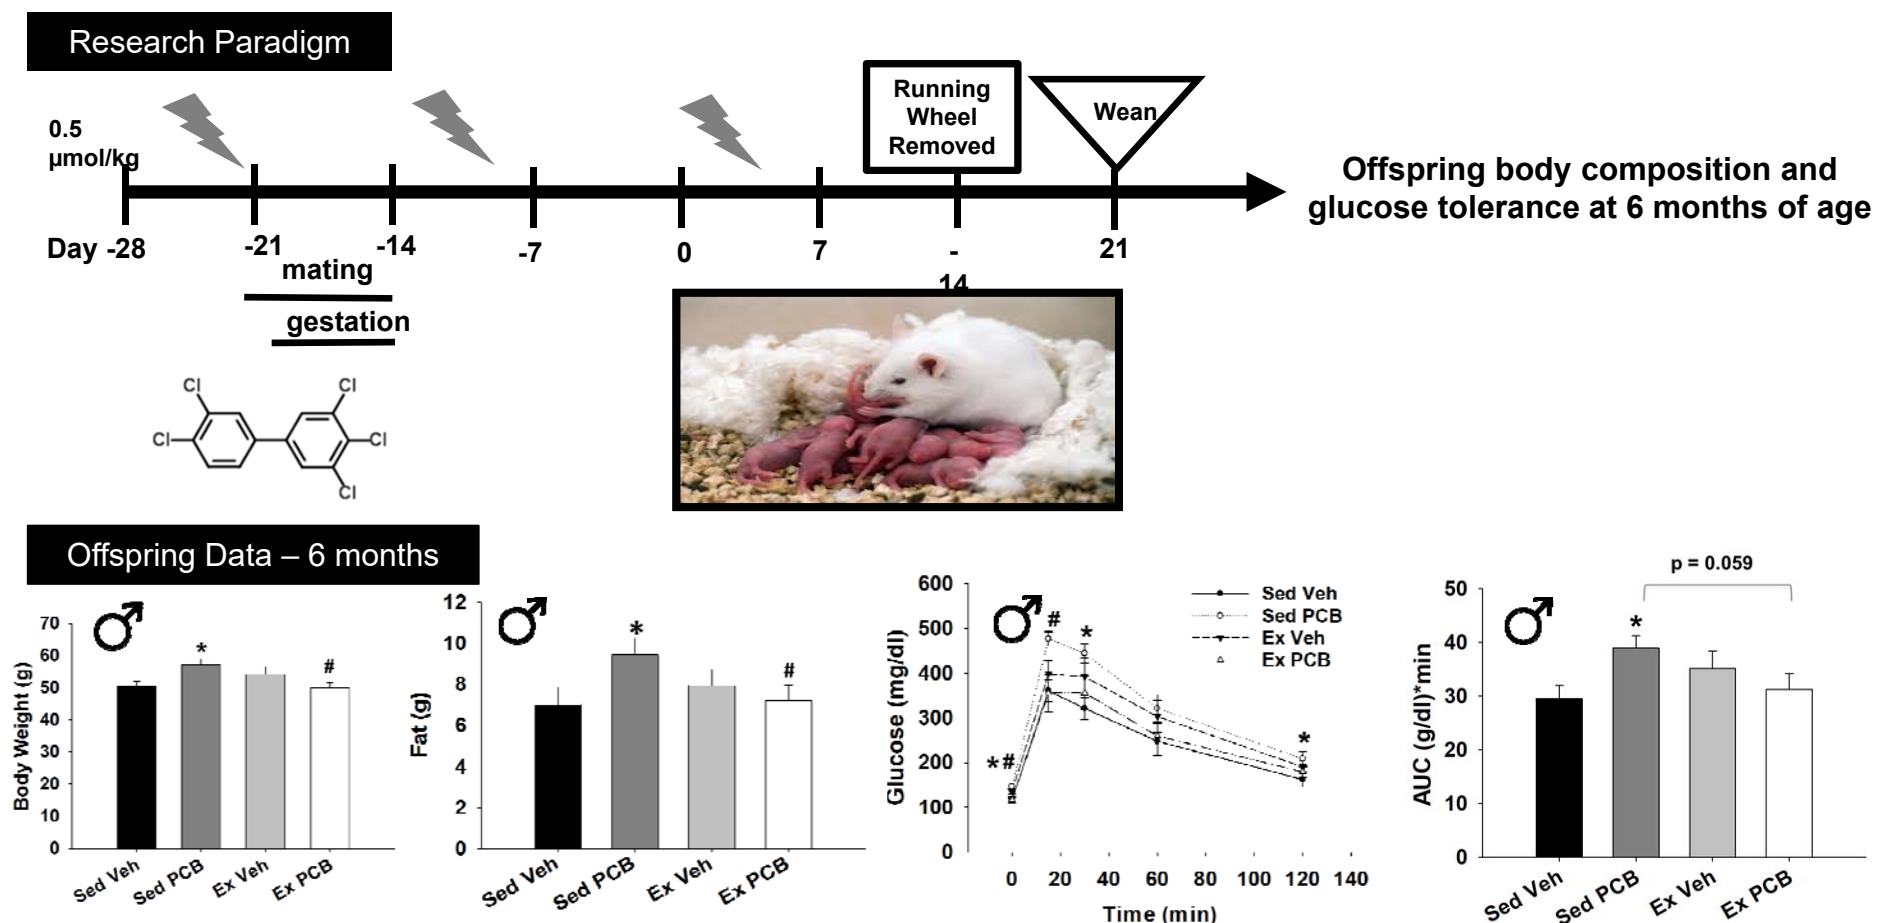 Research Paradigm
0.5
µmol/kg
Running
Wheel
Removed
Wean
Offspring body composition and
glucose tolerance at 6 months of age
Day -28
-21
-14
-7
0
7
-
14
21
mating
gestation
Cl
Cl
Cl
Cl
Cl
Offspring Data – 6 months
70
60
50
40
30
20
10
0
Body Weight (g)
*
#
Sed Veh
Sed PCB
Ex Veh
Ex PCB
12
10
8
6
4
2
0
Fat (g)
*
#
Sed Veh
Sed PCB
Ex Veh
Ex PCB
600
500
400
300
200
100
0
Glucose (mg/dl)
*#
#
*
*
Sed Veh
Sed PCB
Ex Veh
Ex PCB
0 20 40 60 80 100 120 140
Time (min)
p = 0.059
50
40
30
20
10
0
AUC (g/dl)*min
*
Sed Veh
Sed PCB
Ex Veh
Ex PCB